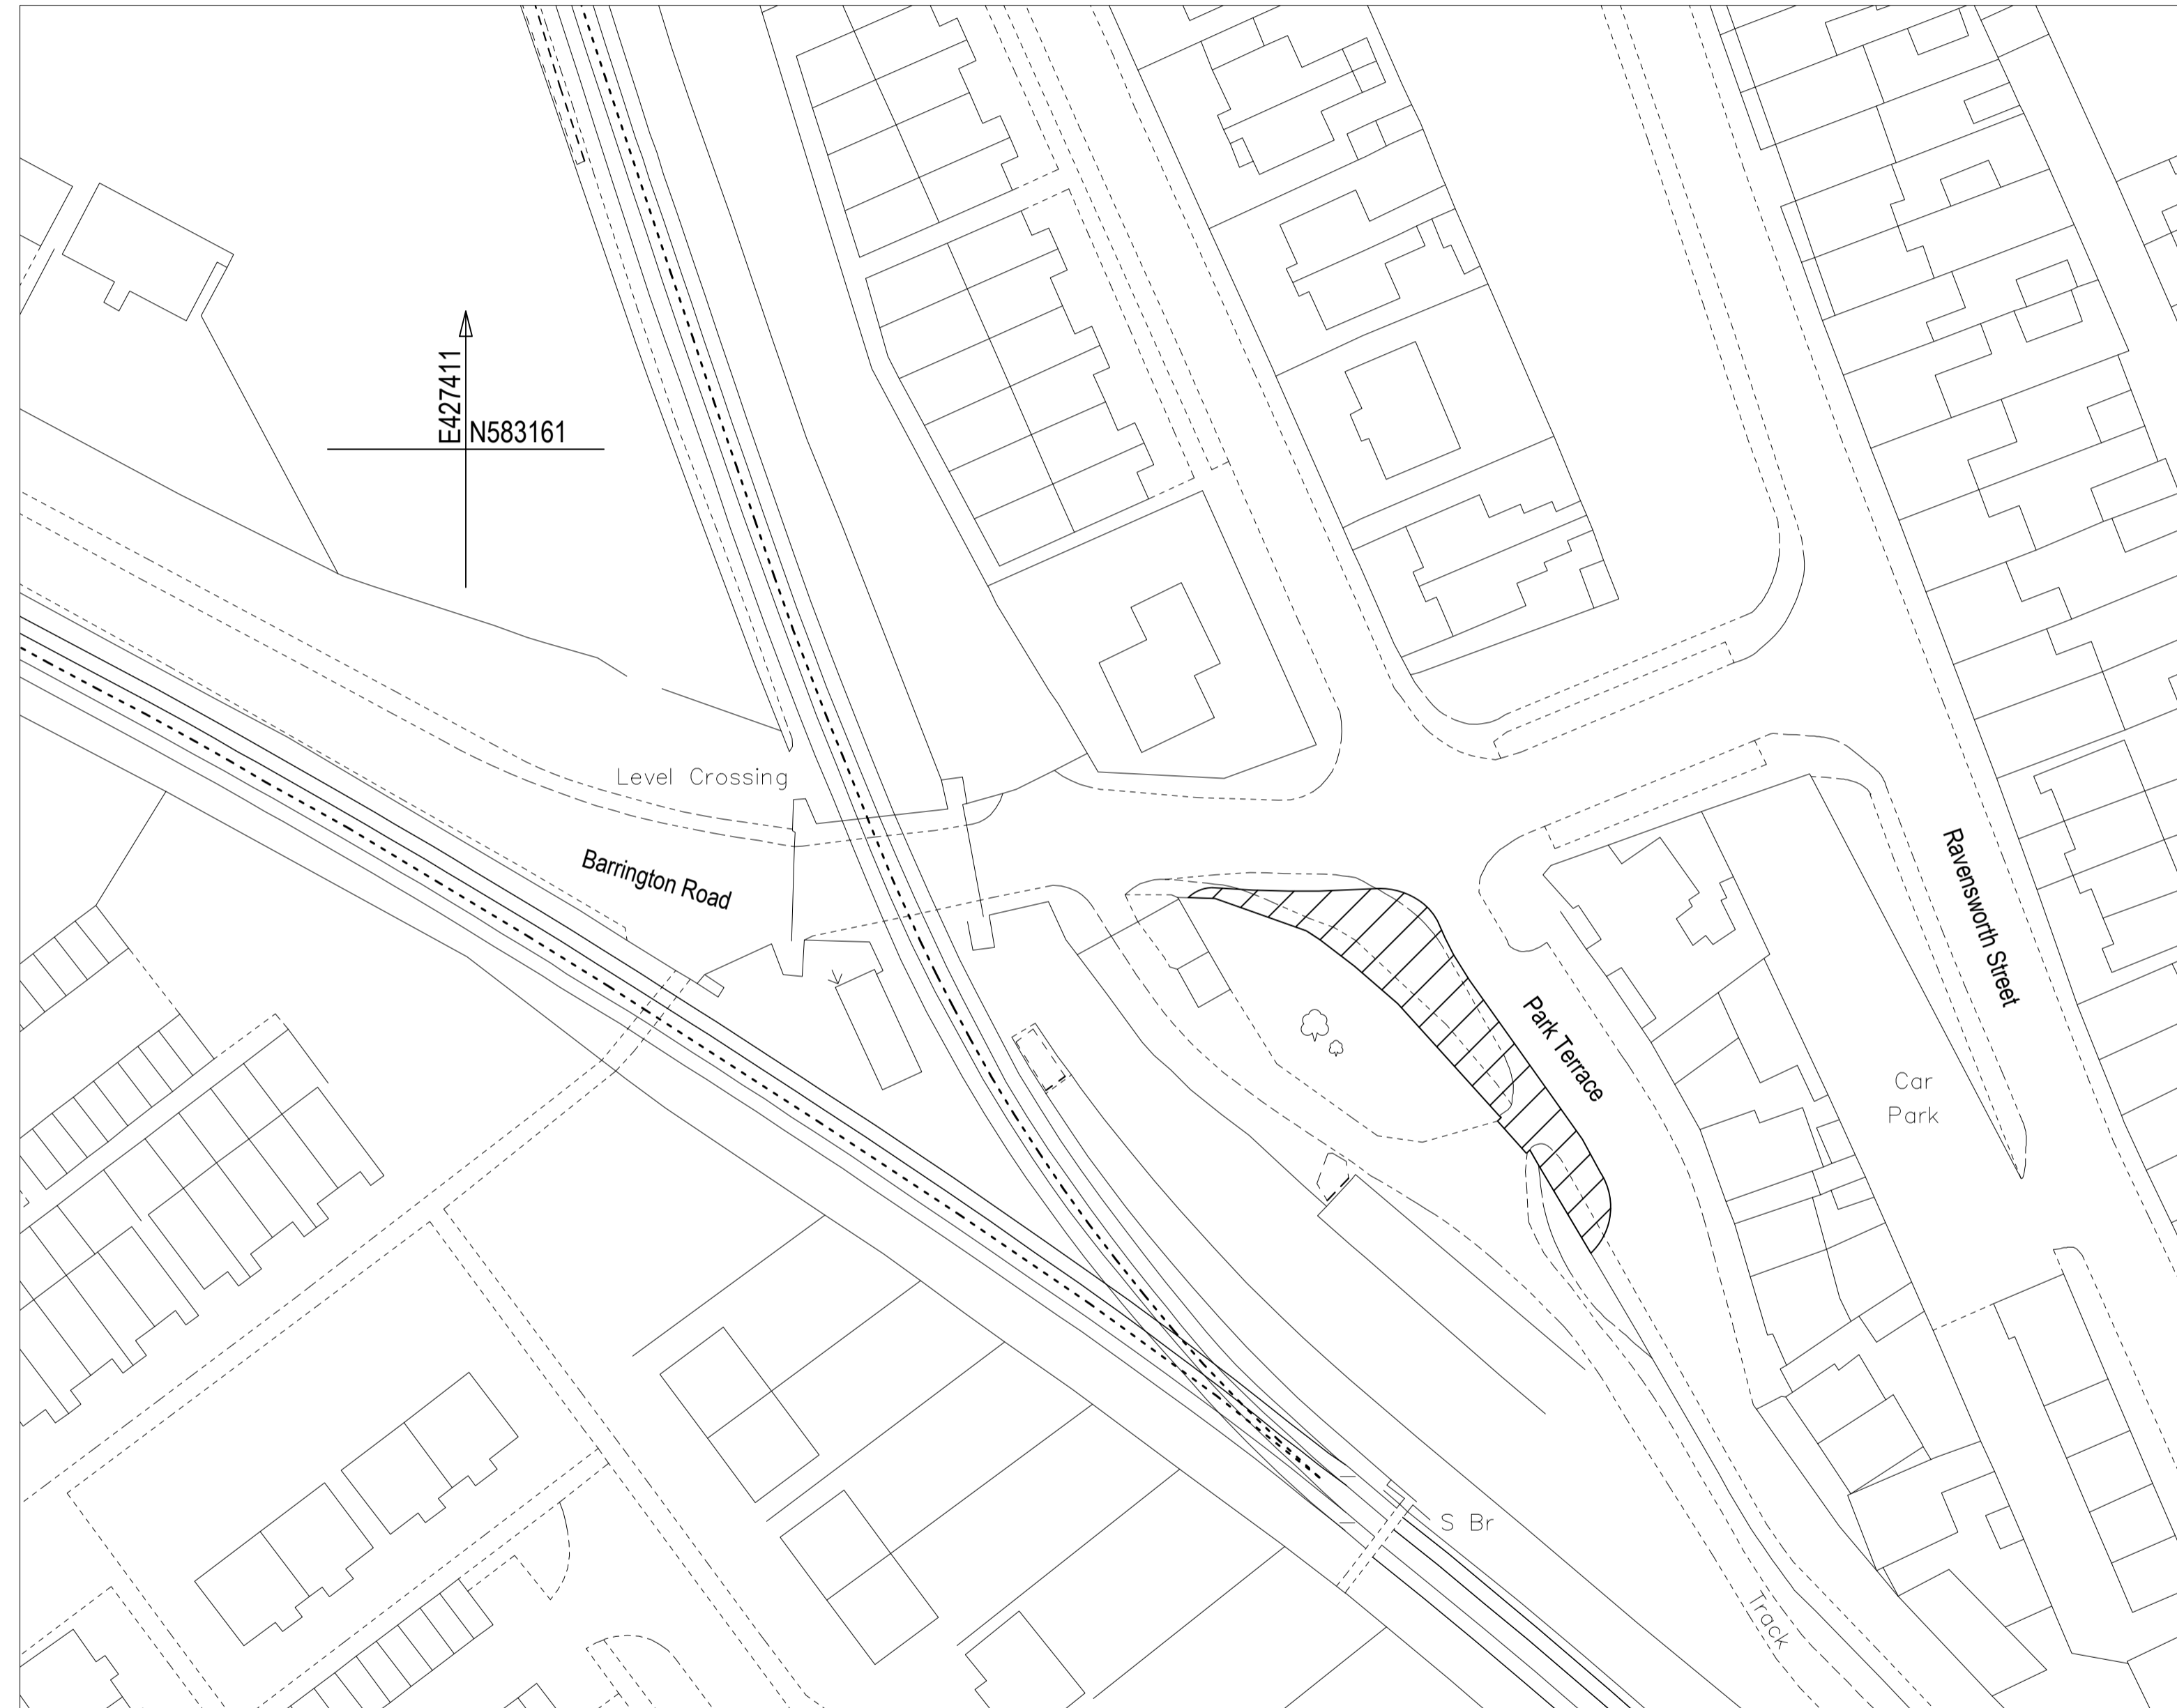 E427411
N583161
Level Crossing
Barrington Road
Ravensworth Street
Park Terrace
Car
Park
S Br
Track